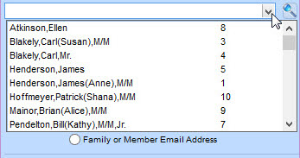 Atkinson,Ellen 8
Blakely,Carl(Susan),M/M 3
Blakely,Carl,Mr. 4
Henderson,James 5
Henderson,James(Anne),M/M 1
Hoffmeyer,Patrick(Shana),M/M 10
Mainor,Brian(Alice),M/M 9
Pendelton,Bill(Kathy),M/M,Jr. 7
Family or Member Email Address